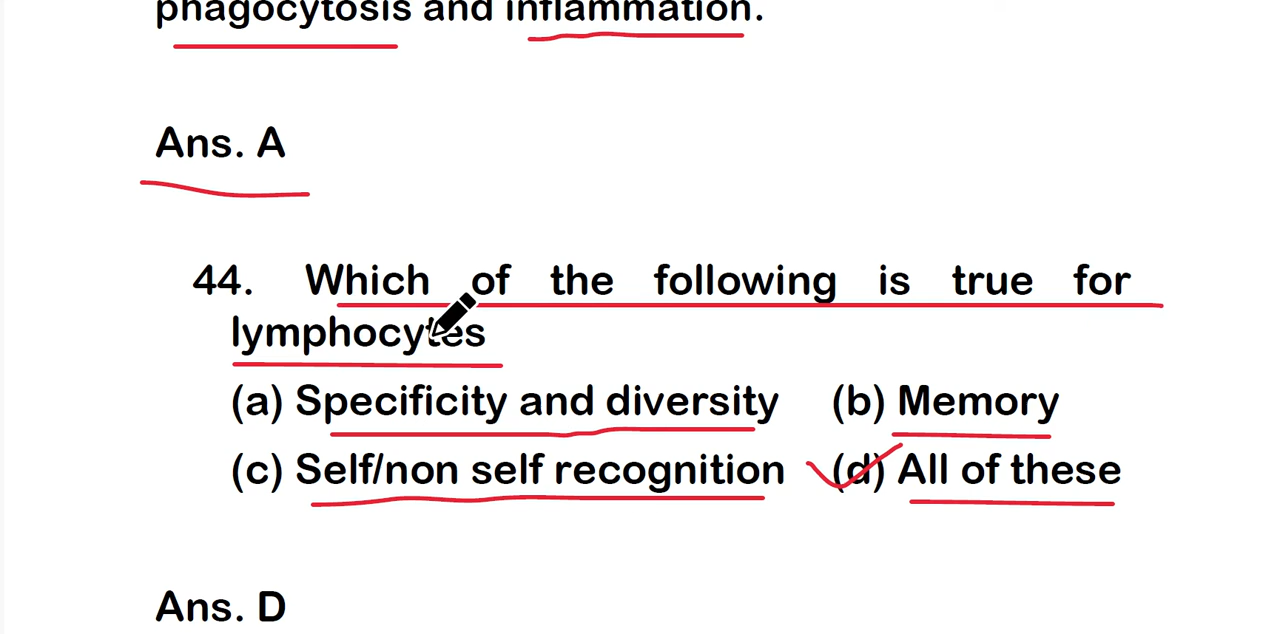 phagocytosis and inflammation.
Ans. A
44. Which of the following is true for
lymphocytes
(a) Specificity and diversity (b) Memory
(c) Self/non self recognition (d) All of these
Ans. D